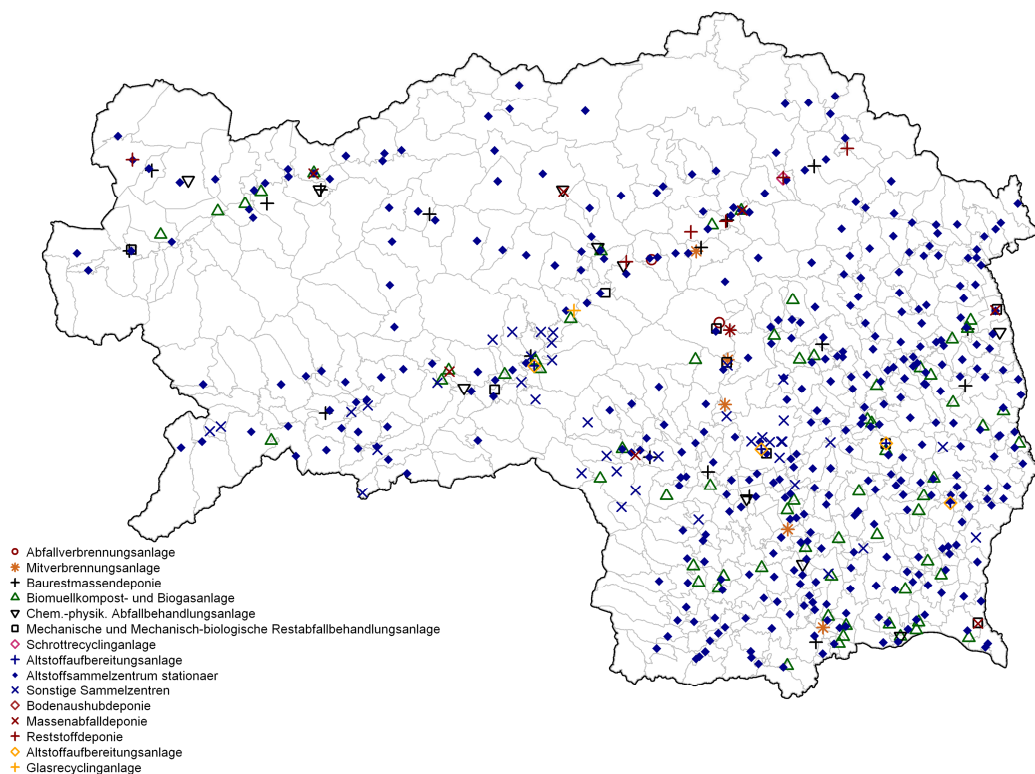 Abfallverbrennungsanlage
Mitverbrennungsanlage
Baurestmassendeponie
Biomuellkompost- und Biogasanlage
Chem.-physik. Abfallbehandlungsanlage
Mechanische und Mechanisch-biologische Restabfallbehandlungsanlage
Schrottrecyclinganlage
Altstoffaufbereitungsanlage
Altstoffsammelzentrum stationaer
Sonstige Sammelzentren
Bodenaushubdeponie
Massenabfalldeponie
Reststoffdeponie
Altstoffaufbereitungsanlage
Glasrecyclinganlage